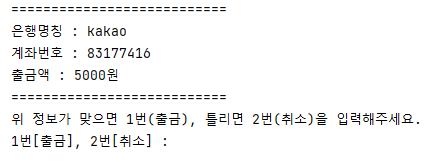 ===========================
은행명칭 : kakao
계좌번호 : 83177416
출금액 : 5000원
===========================
위 정보가 맞으면 1번(출금), 틀리면 2번(취소)을 입력해주세요.
1번[출금], 2번[취소] :